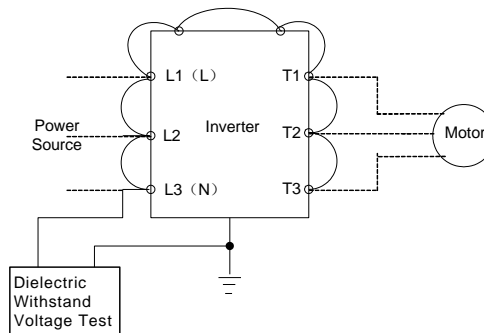 L1（L）
T1
Power
Source
L2
Inverter
T2
Motor
L3（N）
T3
Dielectric
Withstand
Voltage Test